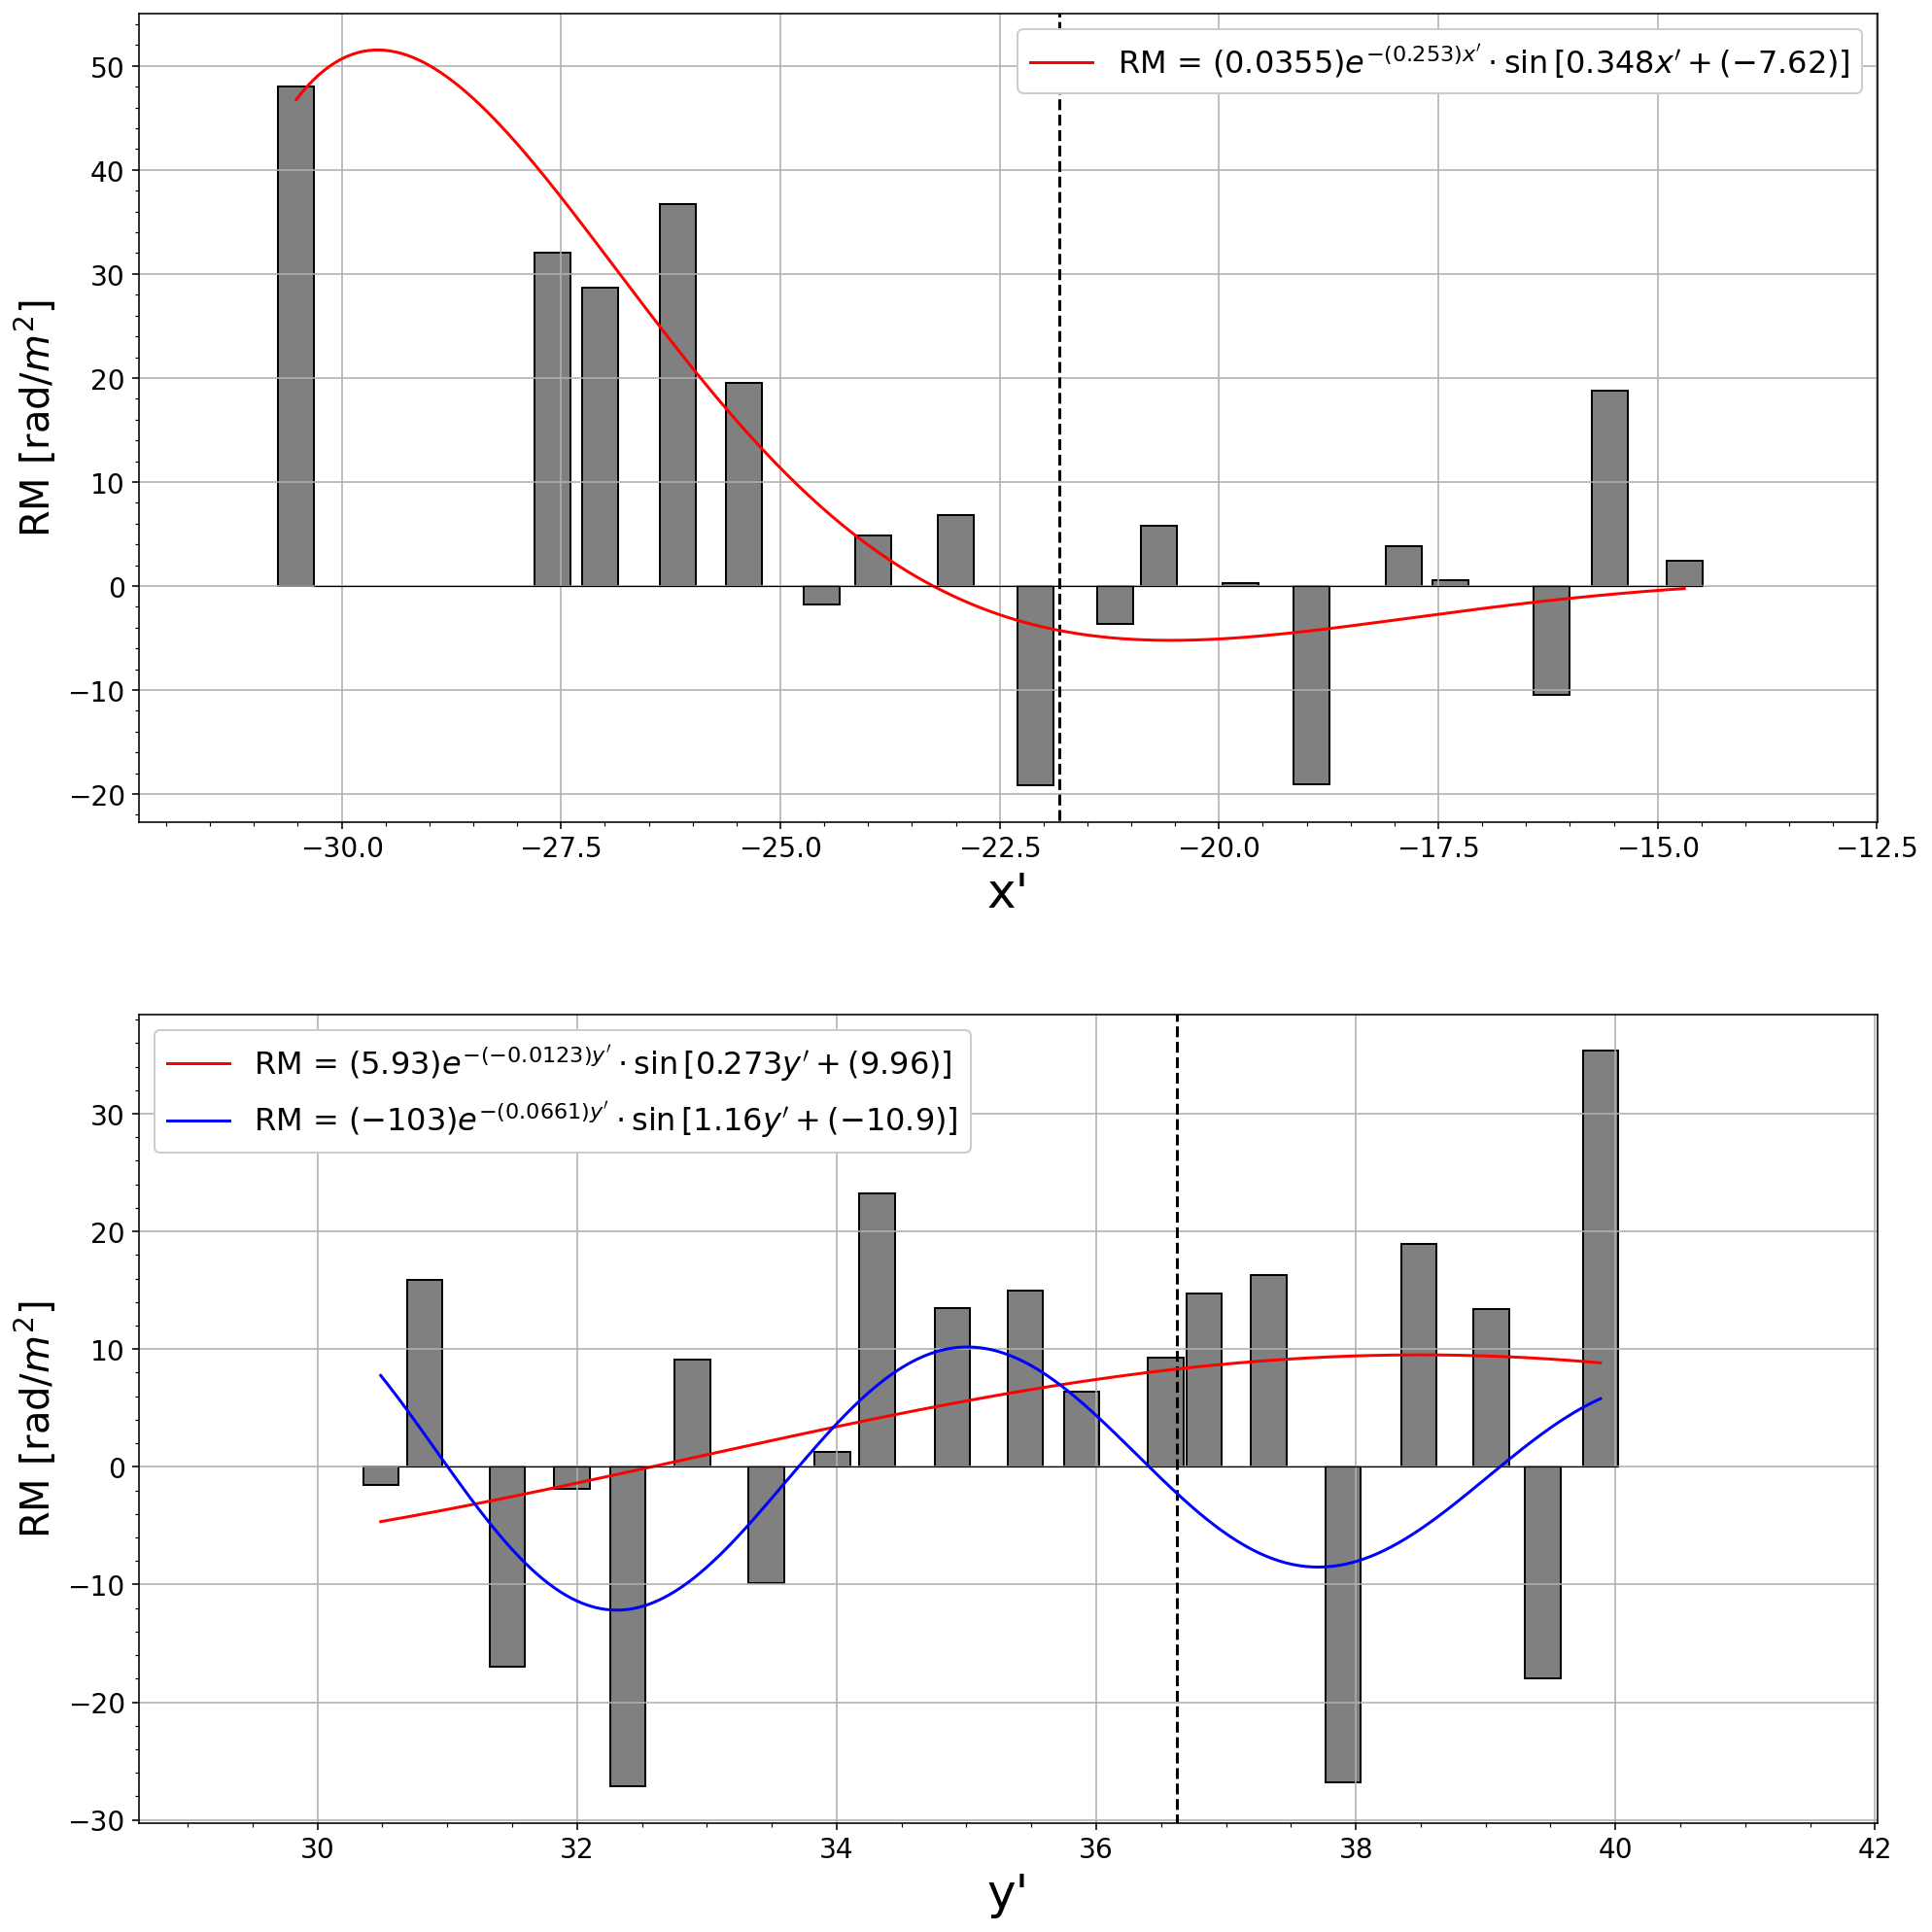 RM = (0.0355)e^{−(0.253)x′} · sin [0.348x′ + (−7.62)]
50
40
30
20
10
0
−10
−20
RM [rad/m²]
−30.0 −27.5 −25.0 −22.5 −20.0 −17.5 −15.0 −12.5
x'
RM = (5.93)e^{−(−0.0123)y′} · sin [0.273y′ + (9.96)]
RM = (−103)e^{−(0.0661)y′} · sin [1.16y′ + (−10.9)]
30
20
10
0
−10
−20
−30
RM [rad/m²]
30 32 34 36 38 40 42
y'